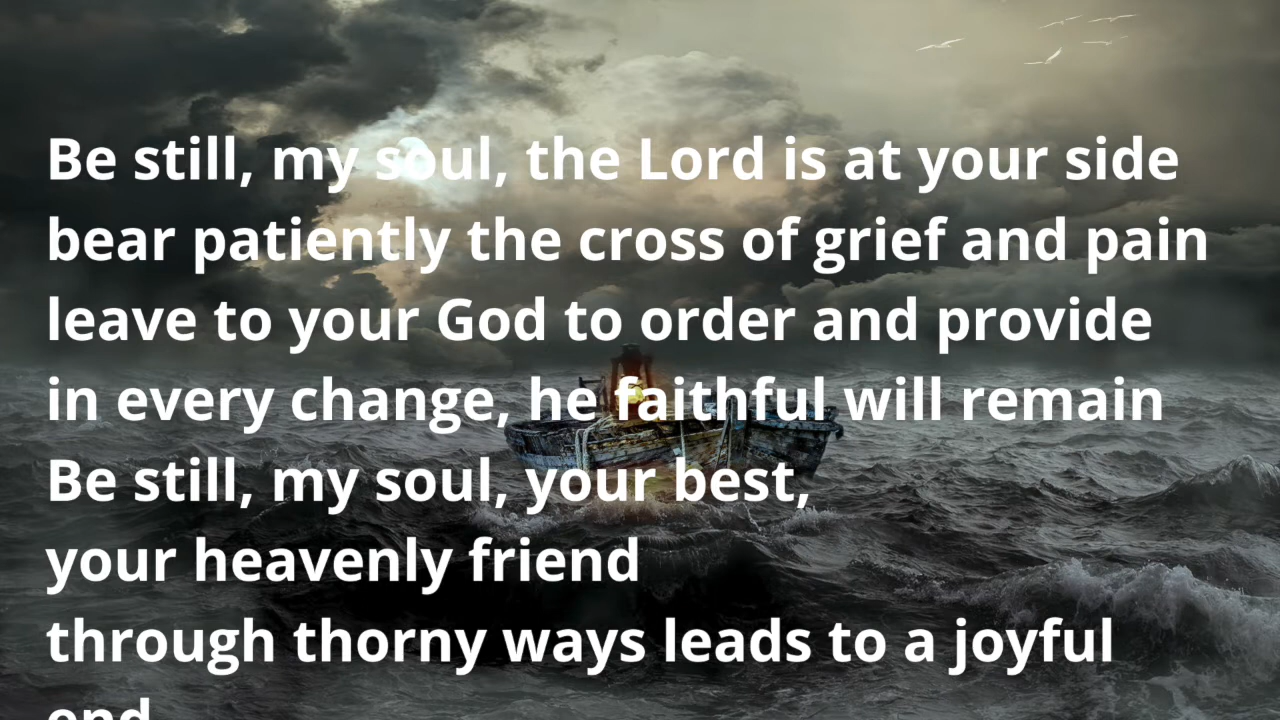 Be still, my soul, the Lord is at your side
bear patiently the cross of grief and pain
leave to your God to order and provide
in every change, he faithful will remain
Be still, my soul, your best,
your heavenly friend
through thorny ways leads to a joyful
end